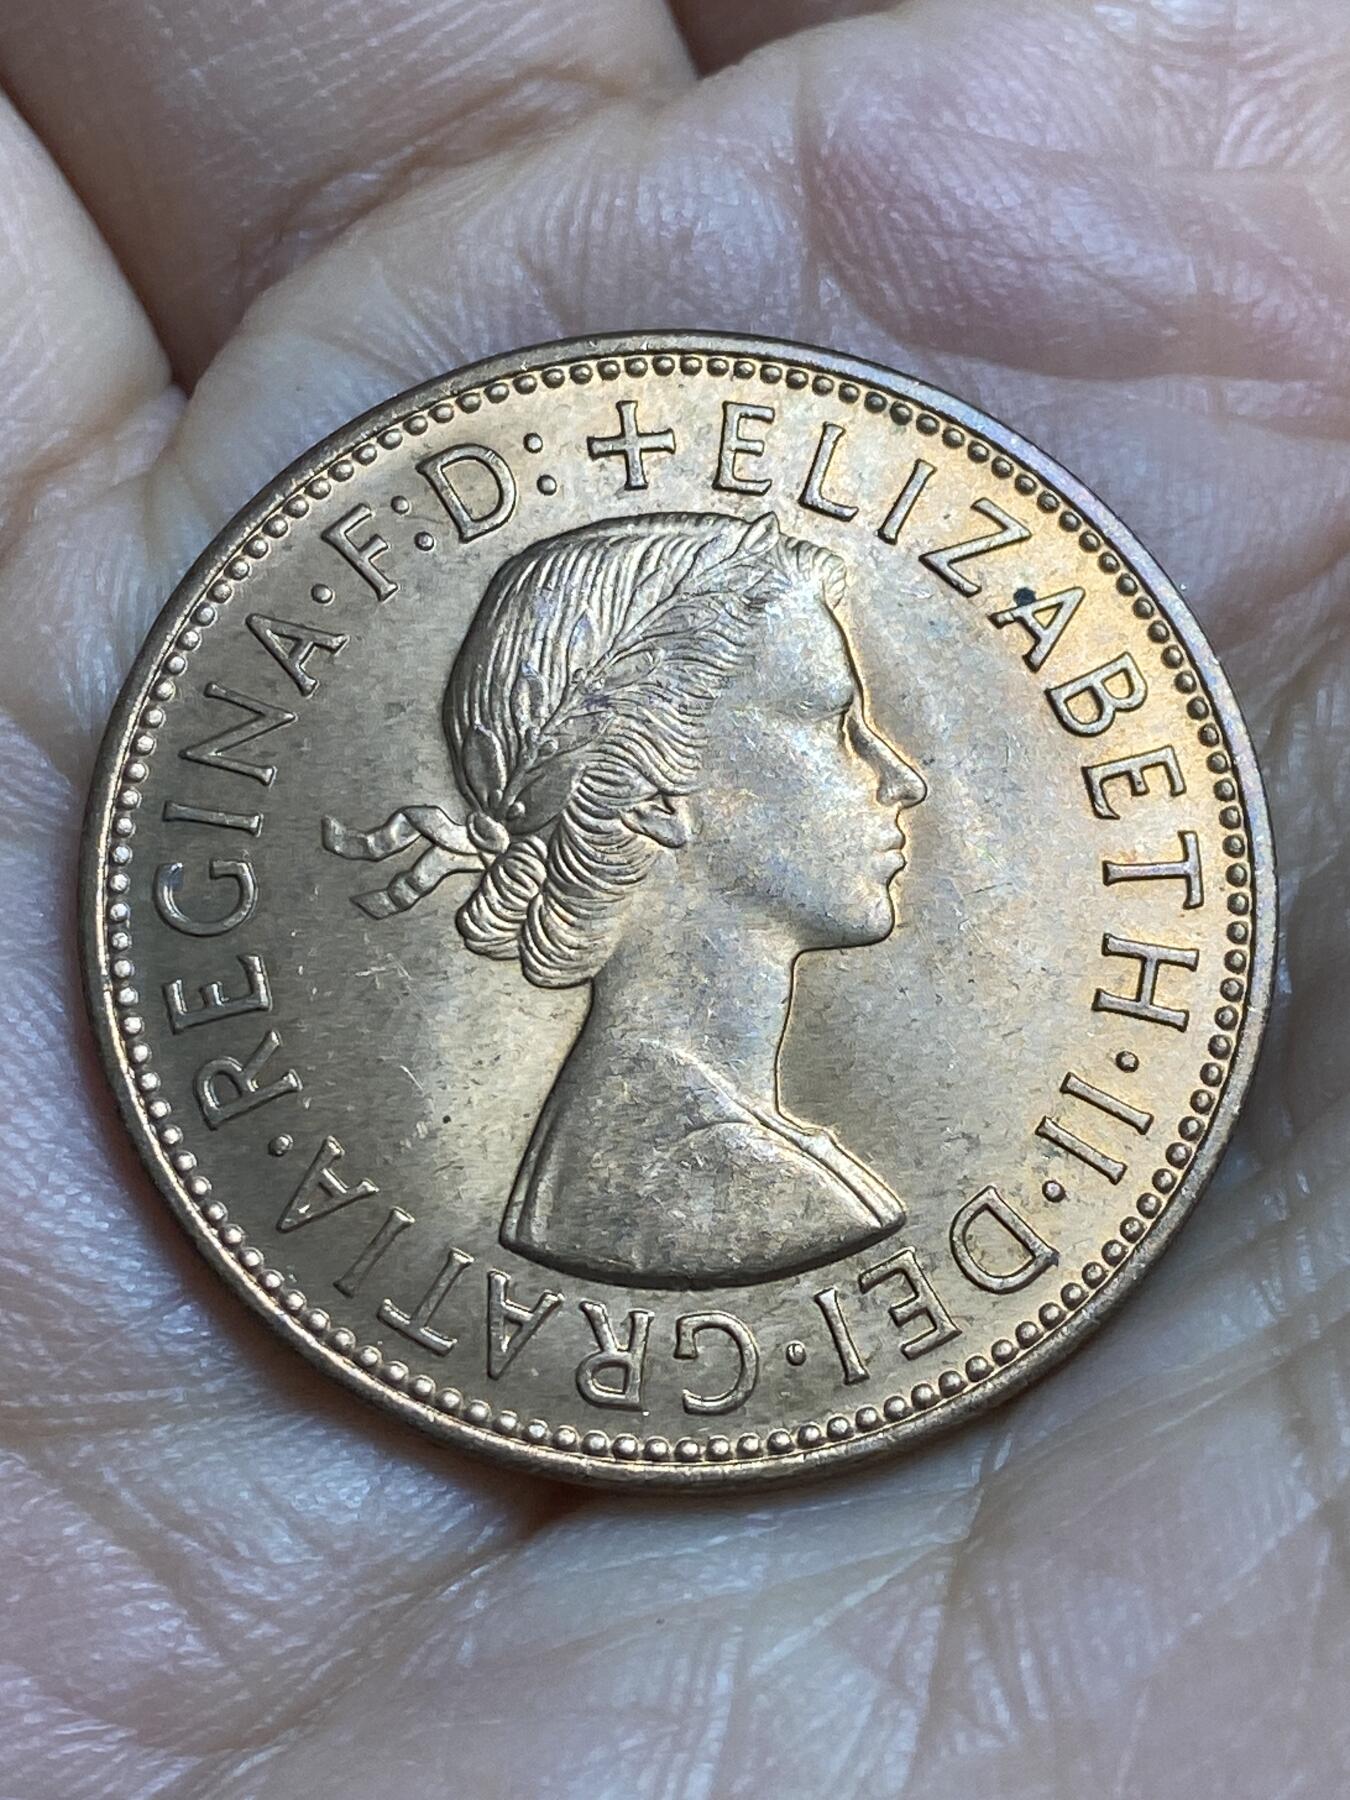 + ELIZABETH · II · DEI · GRATIA · REGINA · F: D: